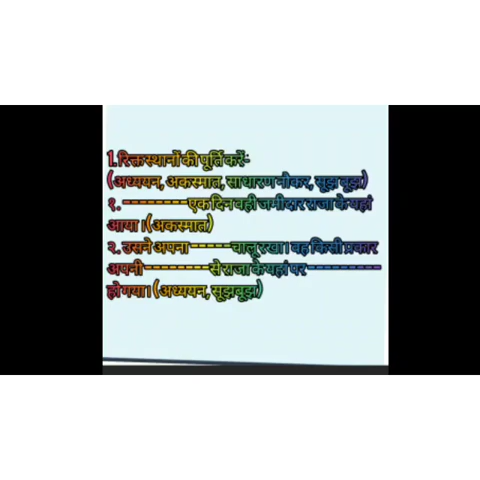 1.रिक्तस्थानों की पूर्ति करें-
(अध्ययन, अकस्मात, साधारण नौकर, सूझ बूझ)
१. ------- एक दिन वही जमींदार राजा के यहां
आया। (अकस्मात)
२. उसने अपना ----- चालू रखा। वह किसी प्रकार
अपनी -------- से राजा के यहां पर ---------
हो गया। (अध्ययन, सूझबूझ)